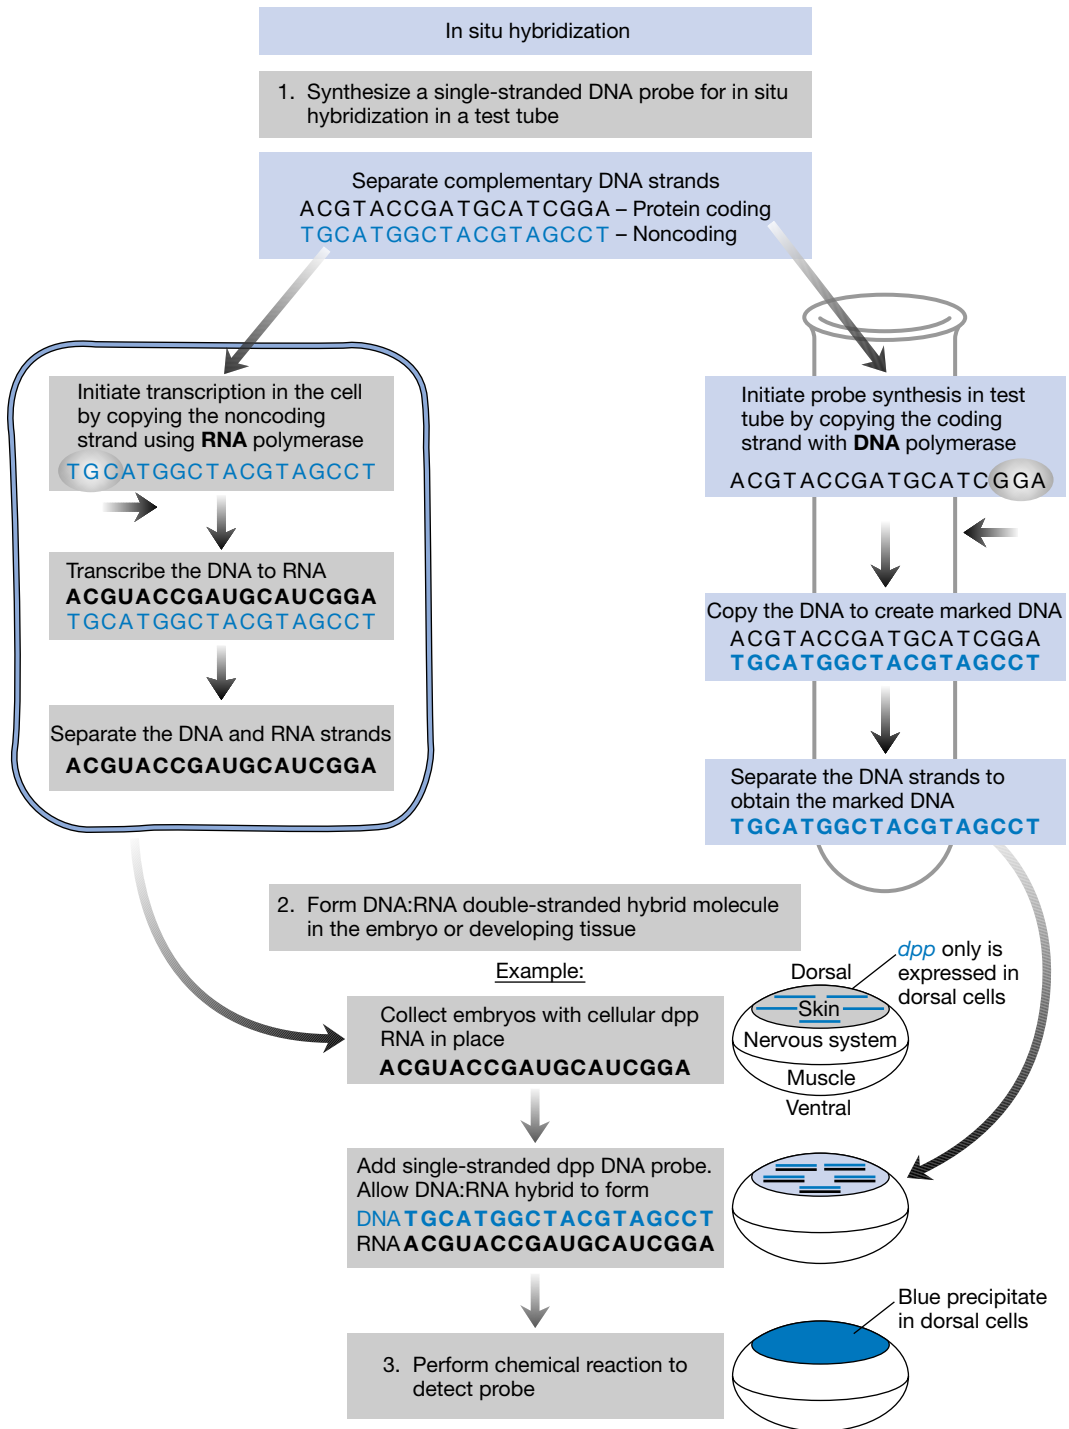 In situ hybridization
1. Synthesize a single-stranded DNA probe for in situ
hybridization in a test tube
Separate complementary DNA strands
ACGTACCGATGCATCGGA – Protein coding
TGCATGGCTACGTAGCCT – Noncoding
Initiate transcription in the cell
by copying the noncoding
strand using RNA polymerase
TGCATGGCTACGTAGCCT
Transcribe the DNA to RNA
ACGUACCGAUGCAUCGGA
TGCATGGCTACGTAGCCT
Separate the DNA and RNA strands
ACGUACCGAUGCAUCGGA
Initiate probe synthesis in test
tube by copying the coding
strand with DNA polymerase
ACGTACCGATGCATCGGA
Copy the DNA to create marked DNA
ACGTACCGATGCATCGGA
TGCATGGCTACGTAGCCT
Separate the DNA strands to
obtain the marked DNA
TGCATGGCTACGTAGCCT
2. Form DNA:RNA double-stranded hybrid molecule
in the embryo or developing tissue
Example:
Collect embryos with cellular dpp
RNA in place
ACGUACCGAUGCAUCGGA
Dorsal
Skin
Nervous system
Muscle
Ventral
dpp only is
expressed in
dorsal cells
Add single-stranded dpp DNA probe.
Allow DNA:RNA hybrid to form
DNA TGCATGGCTACGTAGCCT
RNA ACGUACCGAUGCAUCGGA
3. Perform chemical reaction to
detect probe
Blue precipitate
in dorsal cells